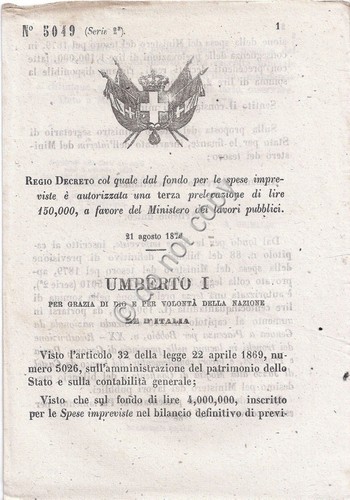 N° 5049 (Serie 2ª).
1
REGIO DECRETO col quale dal fondo per le spese impre-
viste è autorizzata una terza prelevazione di lire
150,000, a favore del Ministero dei lavori pubblici.
21 agosto
UMBERTO I
PER GRAZIA DI DIO E PER VOLONTÀ DELLA NAZIONE
RE D'ITALIA
Visto l'articolo 32 della legge 22 aprile 1869, nu-
mero 5026, sull'amministrazione del patrimonio dello
Stato e sulla contabilità generale;
Visto che sul fondo di lire 4,000,000, inscritto
per le Spese impreviste nel bilancio definitivo di previ-
do not copy